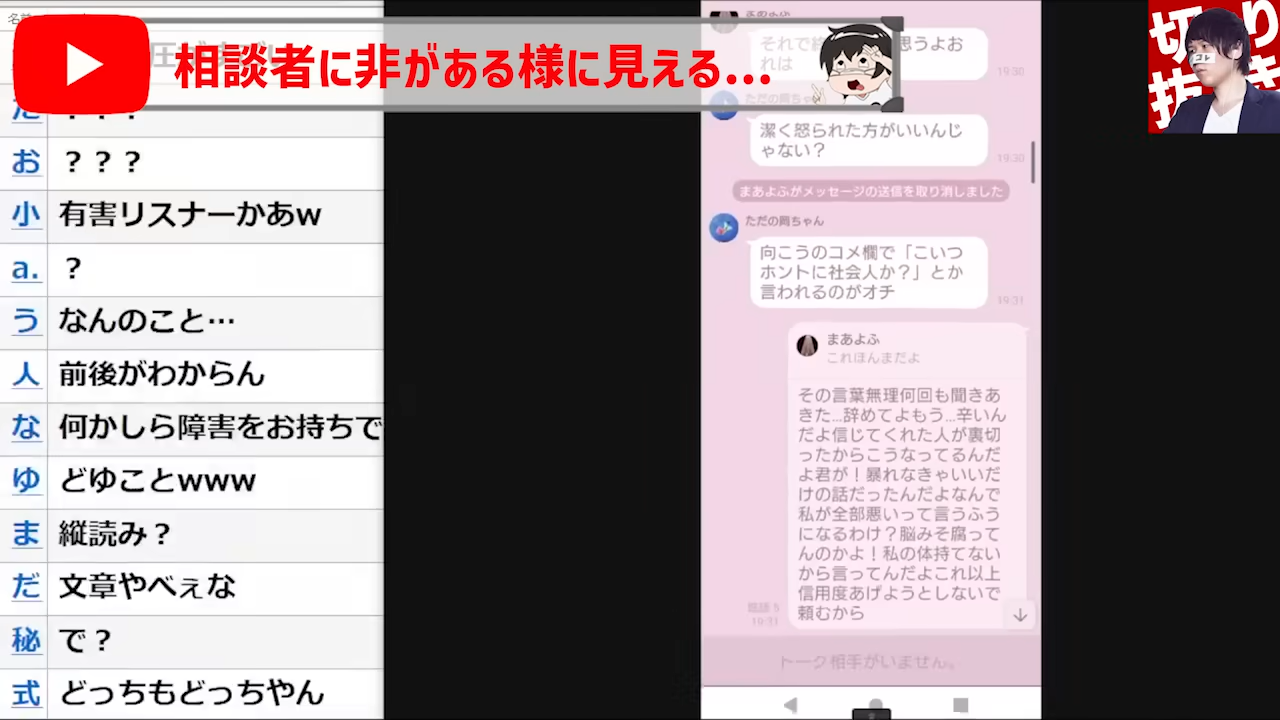 相談者に非がある様に見える...
切り
抜き
コレ
た ？？？
お ？？？
小 有害リスナーかあw
a. ？
う なんのこと…
人 前後がわからん
な 何かしら障害をお持ちで
ゆ どゆことwww
ま 縦読み？
だ 文章やべぇな
秘 で？
式 どっちもどっちやん
思うよお
れは
19:30
潔く怒られた方がいいんじ
ゃない？
19:30
まあよふがメッセージの送信を取り消しました
ただの岡ちゃん
向こうのコメ欄で「こいつ
ホントに社会人か？」とか
言われるのがオチ
19:31
まあよふ
これほんまだよ
その言葉無理何回も聞きあ
きた...辞めてよもう...辛いん
だよ信じてくれた人が裏切
ったからこうなってるんだ
よ君が！暴れなきゃいいだ
けの話だったんだよなんで
私が全部悪いって言うふう
になるわけ？脳みそ腐って
んのかよ！私の体持てない
から言ってんだよこれ以上
信用度あげようとしないで
頼むから
既読 5
19:31
トーク相手がいません。